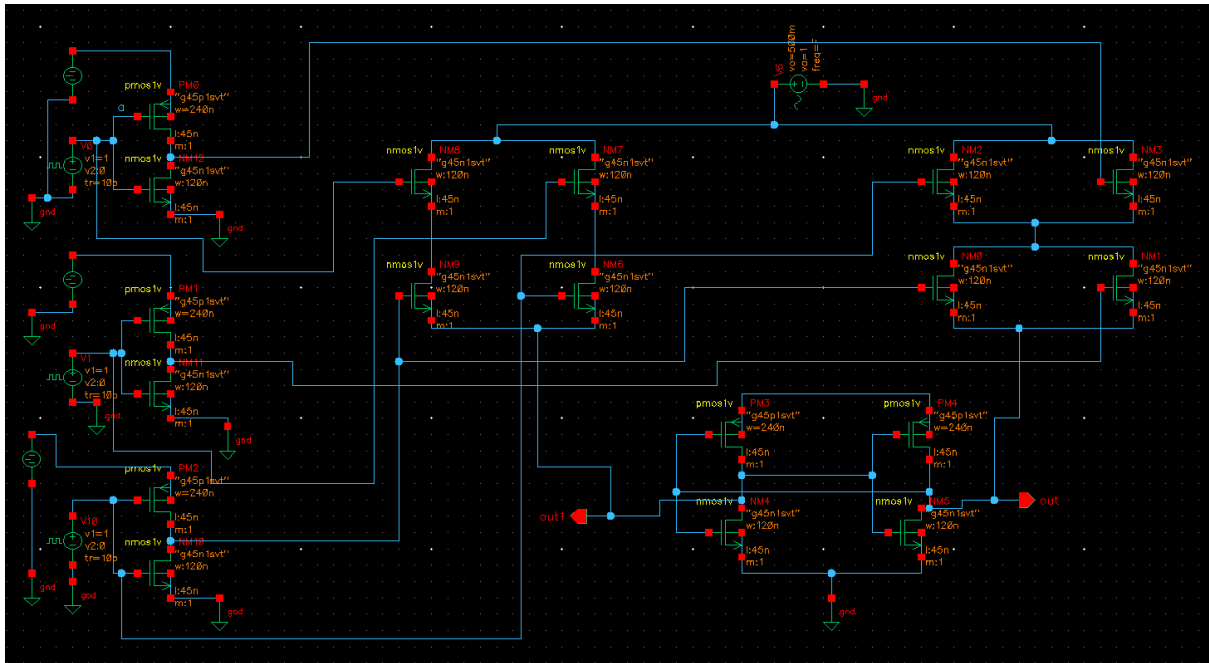 pmos1v PM0
"g45p1svt"
w=240n
l:45n
m:1
a
V0
v1=1
v2:0
tr=10p
nmos1v NM12
"g45n1svt"
w:120n
l:45n
m:1
gnd
gnd
pmos1v PM1
"g45p1svt"
w=240n
l:45n
m:1
gnd
V1
v1=1
v2:0
tr=10p
nmos1v NM11
"g45n1svt"
w:120n
l:45n
m:1
gnd
gnd
pmos1v PM2
"g45p1svt"
w=240n
l:45n
m:1
V10
v1=1
v2:0
tr=10p
nmos1v NM10
"g45n1svt"
w:120n
l:45n
m:1
gnd
gnd
gnd
nmos1v NM8
"g45n1svt"
w:120n
l:45n
m:1
nmos1v NM7
"g45n1svt"
w:120n
l:45n
m:1
nmos1v NM9
"g45n1svt"
w:120n
l:45n
m:1
nmos1v NM6
"g45n1svt"
w:120n
l:45n
m:1
vo=500m
va=1
gnd
nmos1v NM2
"g45n1svt"
w:120n
l:45n
m:1
nmos1v NM3
"g45n1svt"
w:120n
l:45n
m:1
nmos1v NM0
"g45n1svt"
w:120n
l:45n
m:1
nmos1v NM1
"g45n1svt"
w:120n
l:45n
m:1
pmos1v PM3
"g45p1svt"
w=240n
l:45n
m:1
pmos1v PM4
"g45p1svt"
w=240n
l:45n
m:1
nmos1v NM4
"g45n1svt"
w:120n
l:45n
m:1
nmos1v NM5
"g45n1svt"
w:120n
l:45n
m:1
out1
out
gnd